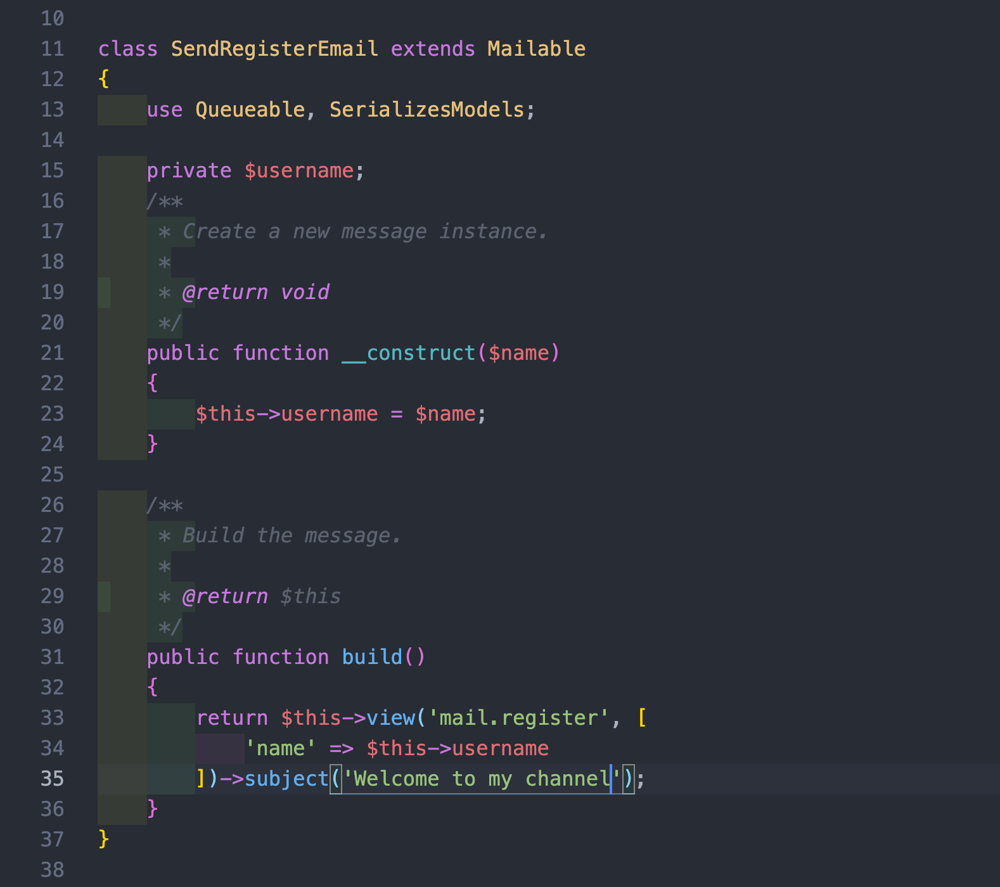 10
11 class SendRegisterEmail extends Mailable
12 {
13     use Queueable, SerializesModels;
14
15     private $username;
16     /**
17      * Create a new message instance.
18      *
19      * @return void
20      */
21     public function __construct($name)
22     {
23         $this->username = $name;
24     }
25
26     /**
27      * Build the message.
28      *
29      * @return $this
30      */
31     public function build()
32     {
33         return $this->view('mail.register', [
34             'name' => $this->username
35         ])->subject('Welcome to my channel');
36     }
37 }
38